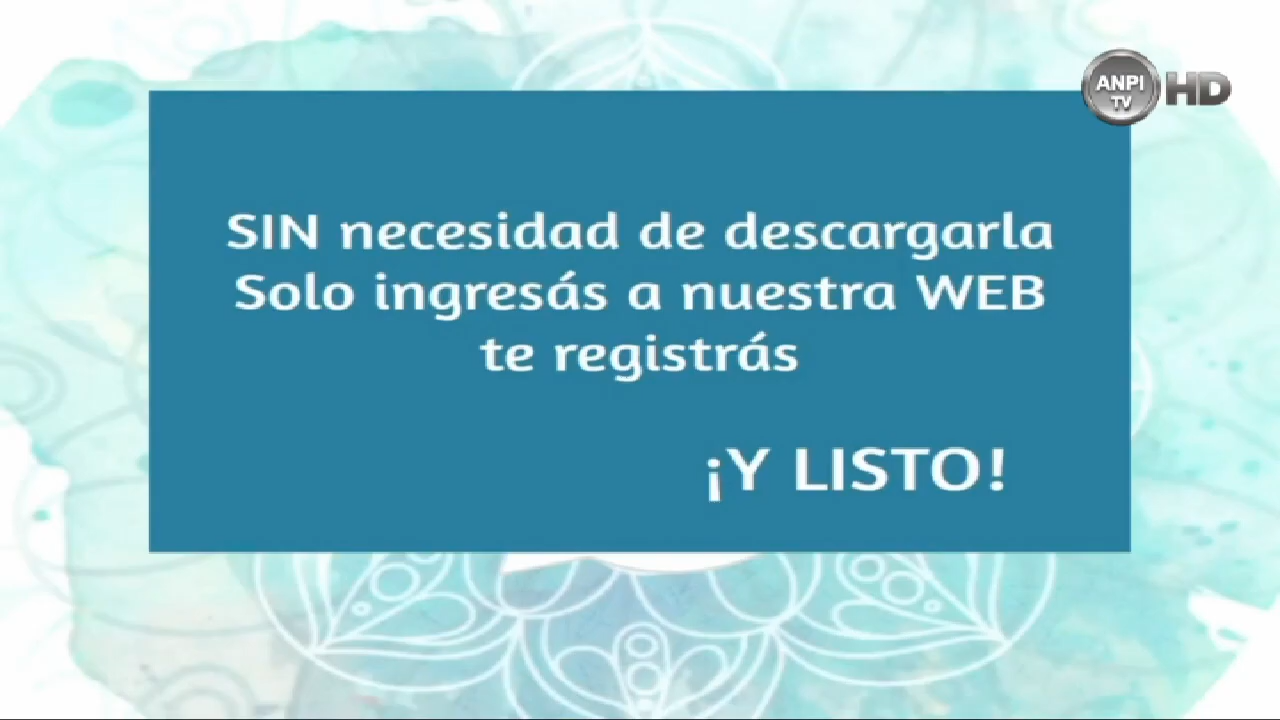 ANPI
TV
HD
SIN necesidad de descargarla
Solo ingresás a nuestra WEB
te registrás
¡Y LISTO!